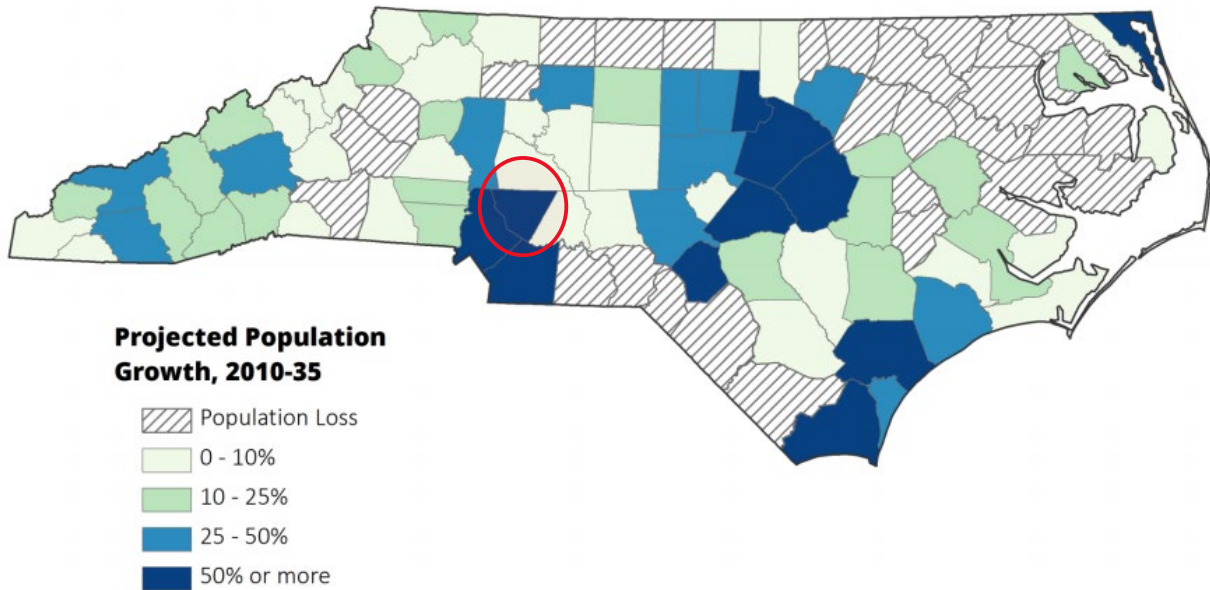 Projected Population
Growth, 2010-35
Population Loss
0 - 10%
10 - 25%
25 - 50%
50% or more